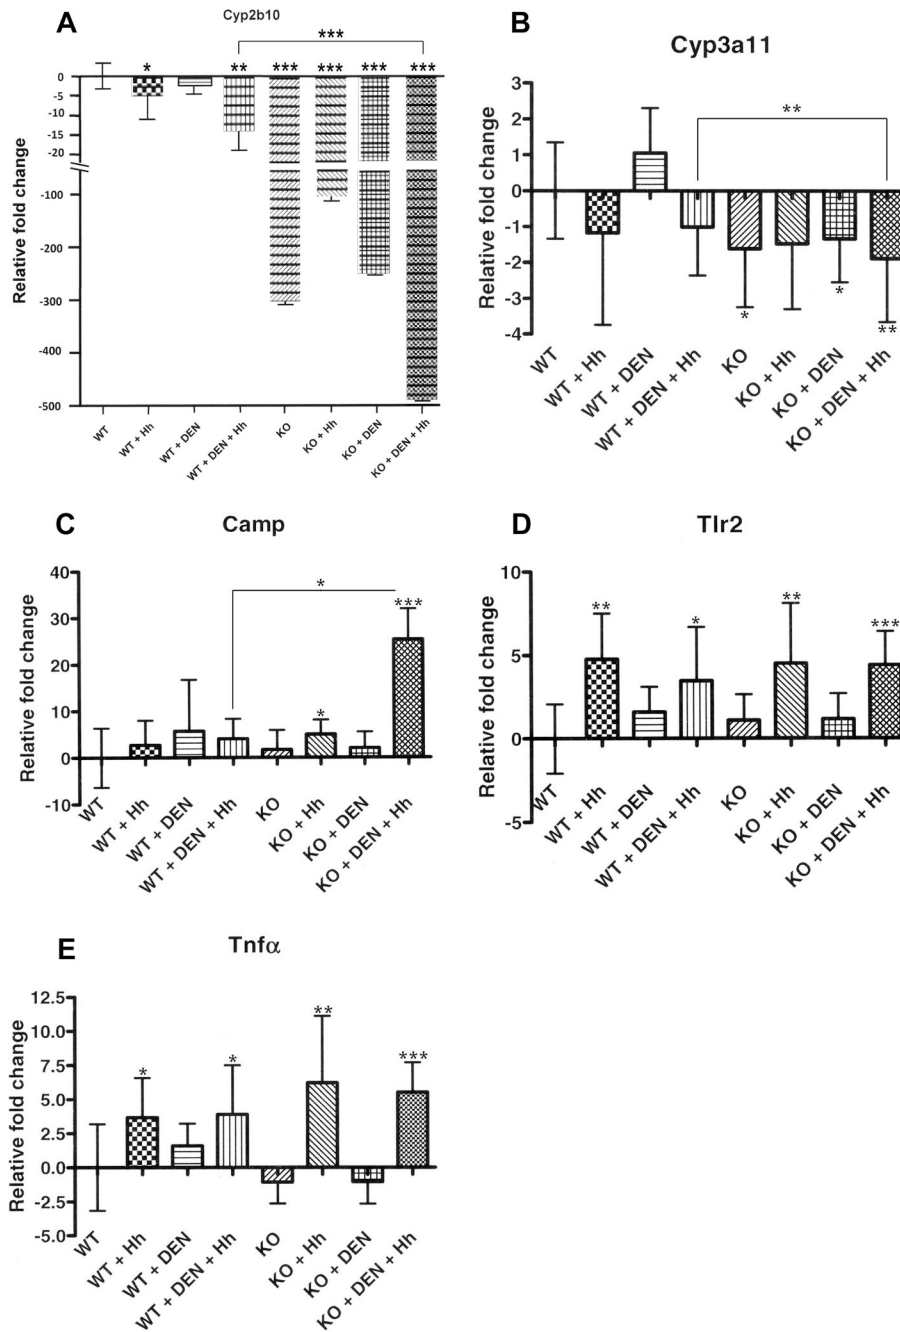 A
Cyp2b10
***
*
**
***
***
***
***
0
-5
-10
-15
-20
-100
-200
-300
-400
-500
Relative fold change
WT
WT + Hh
WT + DEN
WT + DEN + Hh
KO
KO + Hh
KO + DEN
KO + DEN + Hh
B
Cyp3a11
3
2
1
0
-1
-2
-3
-4
Relative fold change
**
*
*
**
WT
WT + Hh
WT + DEN
WT + DEN + Hh
KO
KO + Hh
KO + DEN
KO + DEN + Hh
C
Camp
40
30
20
10
0
-10
Relative fold change
*
***
*
WT
WT + Hh
WT + DEN
WT + DEN + Hh
KO
KO + Hh
KO + DEN
KO + DEN + Hh
D
Tlr2
10
5
0
-5
Relative fold change
**
*
**
***
WT
WT + Hh
WT + DEN
WT + DEN + Hh
KO
KO + Hh
KO + DEN
KO + DEN + Hh
E
Tnfα
12.5
10.0
7.5
5.0
2.5
0.0
-2.5
-5.0
Relative fold change
*
*
**
***
WT
WT + Hh
WT + DEN
WT + DEN + Hh
KO
KO + Hh
KO + DEN
KO + DEN + Hh